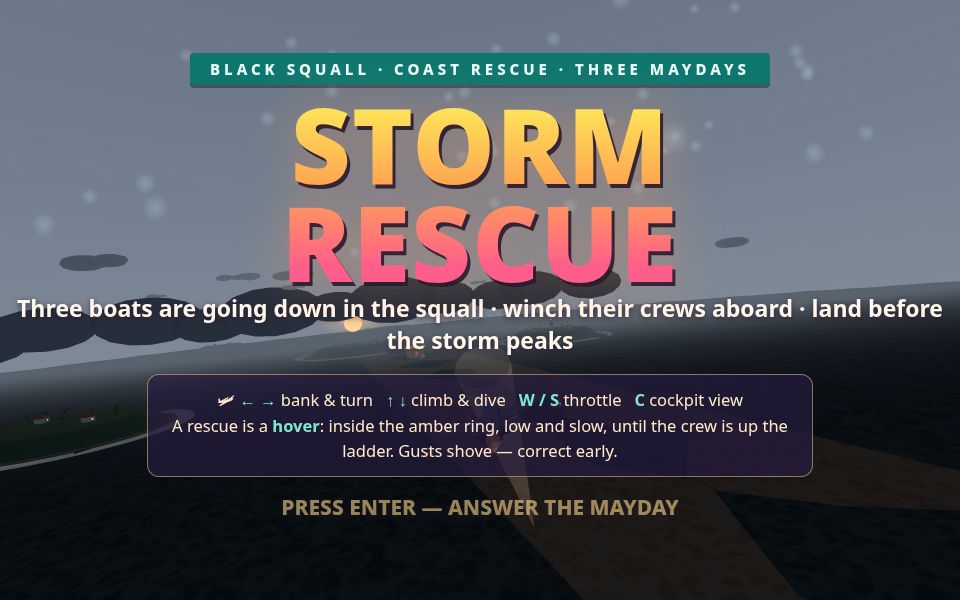 BLACK SQUALL · COAST RESCUE · THREE MAYDAYS
STORM
RESCUE
Three boats are going down in the squall · winch their crews aboard · land before
the storm peaks
🛩 ← → bank & turn ↑ ↓ climb & dive W / S throttle C cockpit view
A rescue is a hover: inside the amber ring, low and slow, until the crew is up the
ladder. Gusts shove — correct early.
PRESS ENTER — ANSWER THE MAYDAY